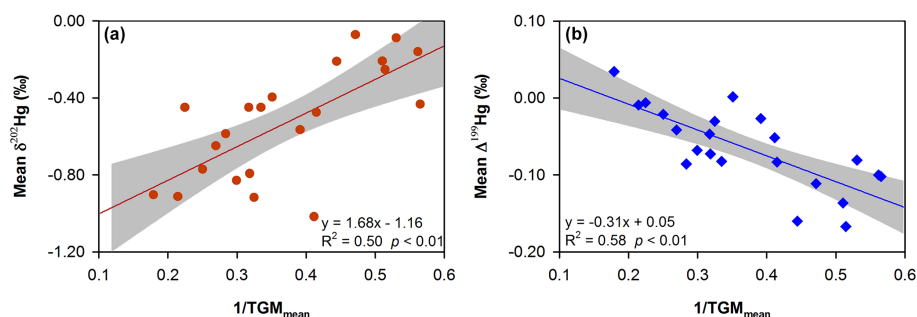 (a)
0.00
-0.40
-0.80
-1.20
Mean δ²⁰²Hg (‰)
y = 1.68x - 1.16
R² = 0.50 p < 0.01
0.1 0.2 0.3 0.4 0.5 0.6
1/TGMmean
(b)
0.10
0.00
-0.10
-0.20
Mean Δ¹⁹⁹Hg (‰)
y = -0.31x + 0.05
R² = 0.58 p < 0.01
0.1 0.2 0.3 0.4 0.5 0.6
1/TGMmean